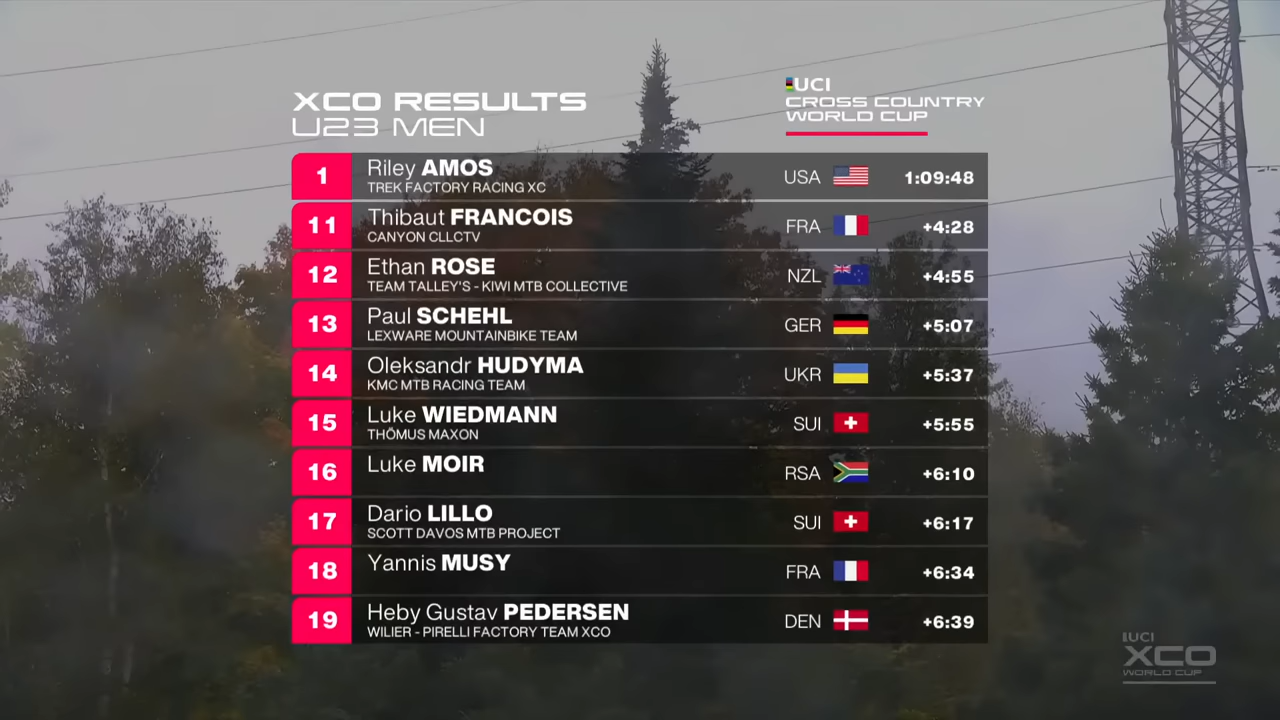 XCO RESULTS
U23 MEN
UCI
CROSS COUNTRY
WORLD CUP
1 Riley AMOS USA 1:09:48
TREK FACTORY RACING XC
11 Thibaut FRANCOIS FRA +4:28
CANYON CLLCTV
12 Ethan ROSE NZL +4:55
TEAM TALLEY'S - KIWI MTB COLLECTIVE
13 Paul SCHEHL GER +5:07
LEXWARE MOUNTAINBIKE TEAM
14 Oleksandr HUDYMA UKR +5:37
KMC MTB RACING TEAM
15 Luke WIEDMANN SUI +5:55
THÖMUS MAXON
16 Luke MOIR RSA +6:10
17 Dario LILLO SUI +6:17
SCOTT DAVOS MTB PROJECT
18 Yannis MUSY FRA +6:34
19 Heby Gustav PEDERSEN DEN +6:39
WILIER - PIRELLI FACTORY TEAM XCO
UCI
XCO
WORLD CUP